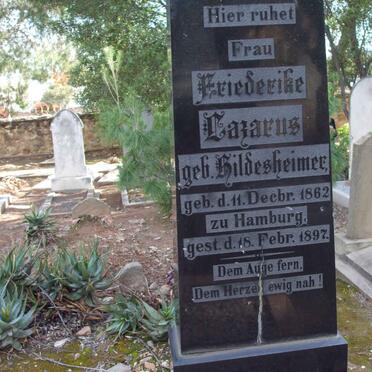 Hier ruhet
Frau
Friederike
Lazarus
geb. Hildesheimer,
geb. d. 11. Decbr. 1862
zu Hamburg,
gest. d. 18. Febr. 1897.
Dem Auge fern,
Dem Herzen ewig nah!